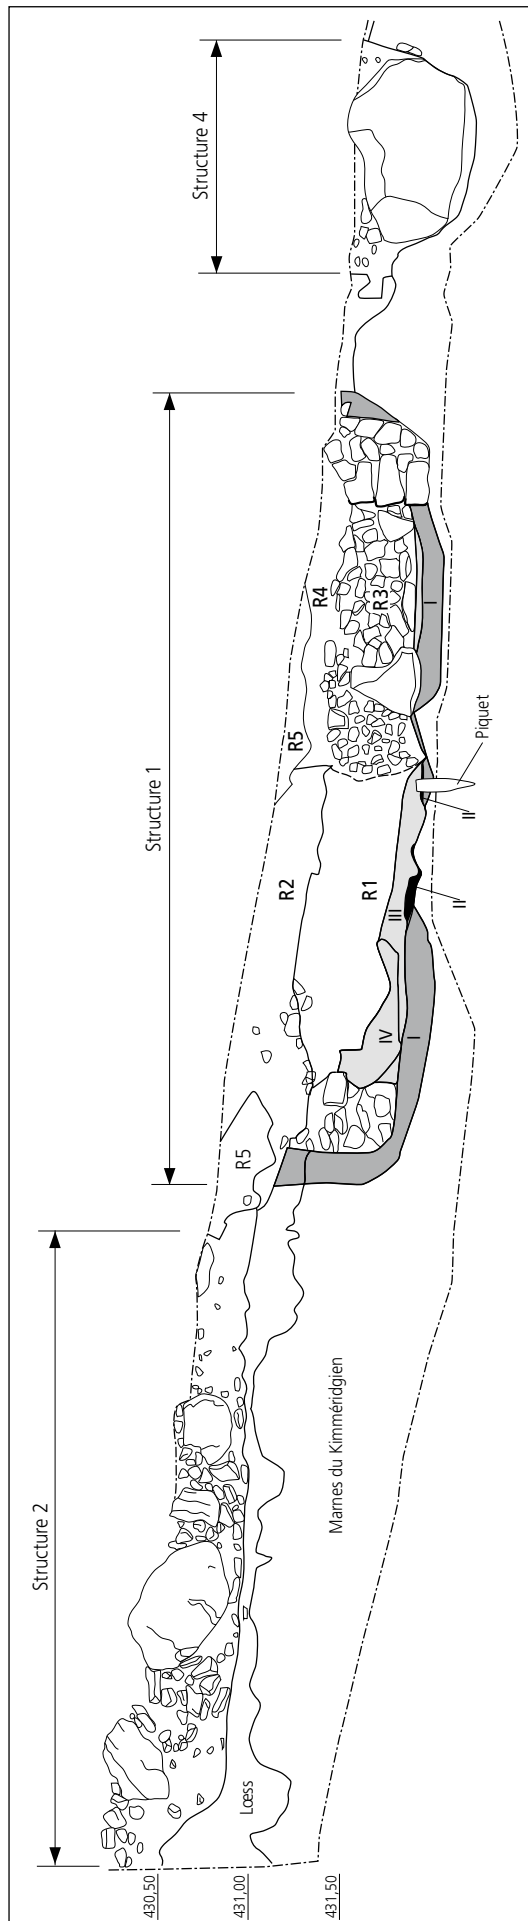 Structure 2
Structure 1
Structure 4
R5
R2
R5
R4
R1
R3
IV
III
I
II
II
I
Piquet
Lœss
Marnes du Kimméridgien
430,50
431,00
431,50